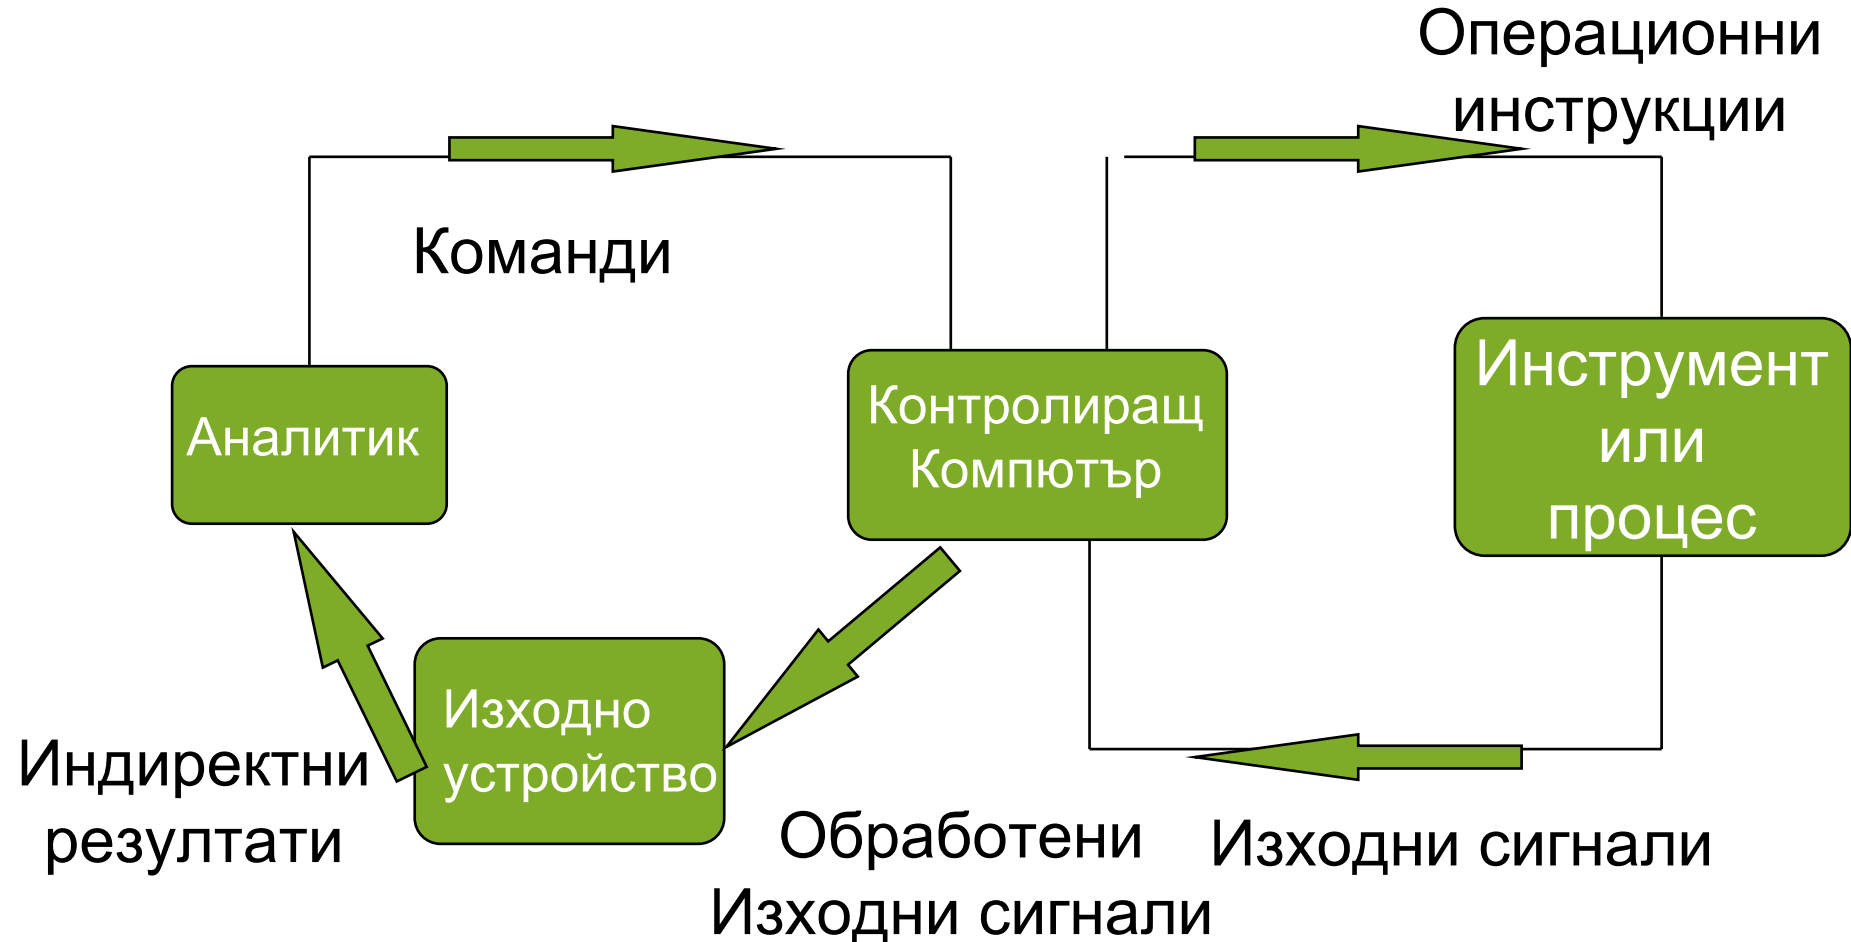 Операционни
инструкции
Команди
Аналитик
Контролиращ
Компютър
Инструмент
или
процес
Изходно
устройство
Индиректни
резултати
Обработени
Изходни сигнали
Изходни сигнали